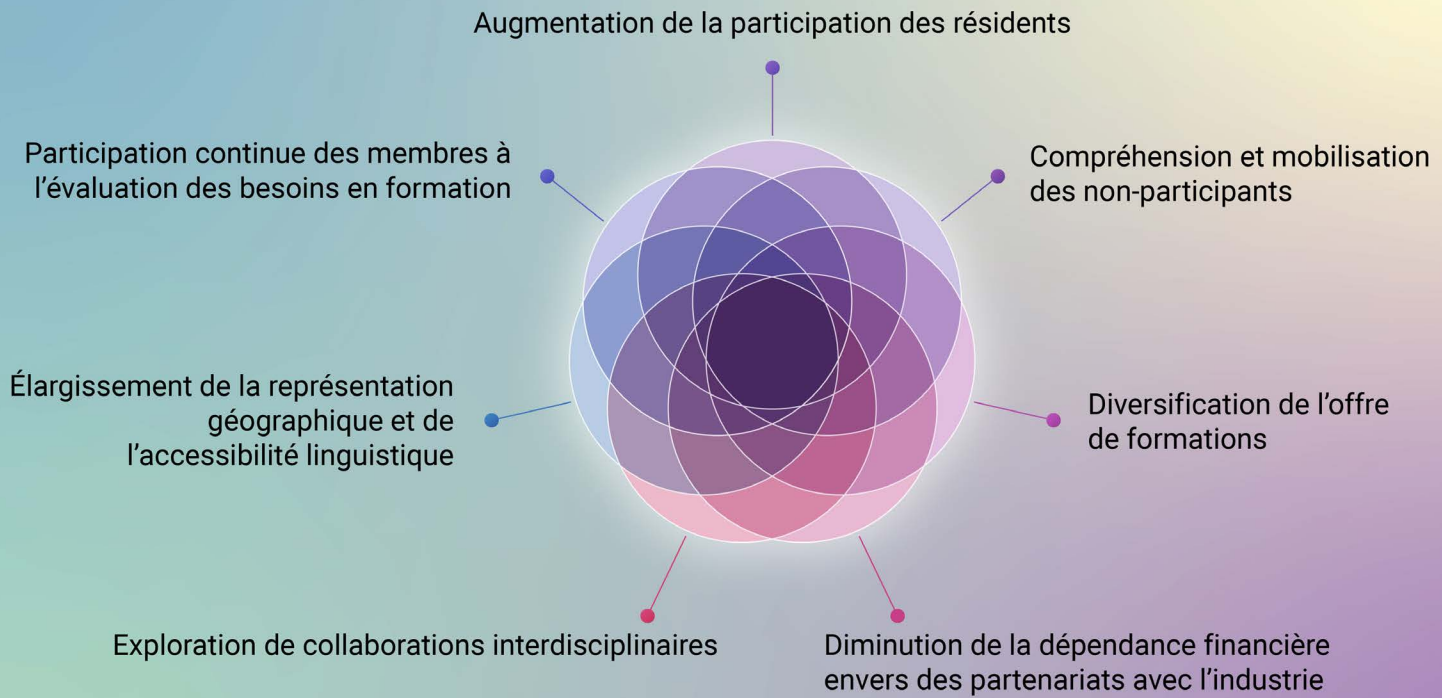 Augmentation de la participation des résidents
Participation continue des membres à
l’évaluation des besoins en formation
Compréhension et mobilisation
des non-participants
Élargissement de la représentation
géographique et de
l’accessibilité linguistique
Diversification de l’offre
de formations
Exploration de collaborations interdisciplinaires
Diminution de la dépendance financière
envers des partenariats avec l’industrie